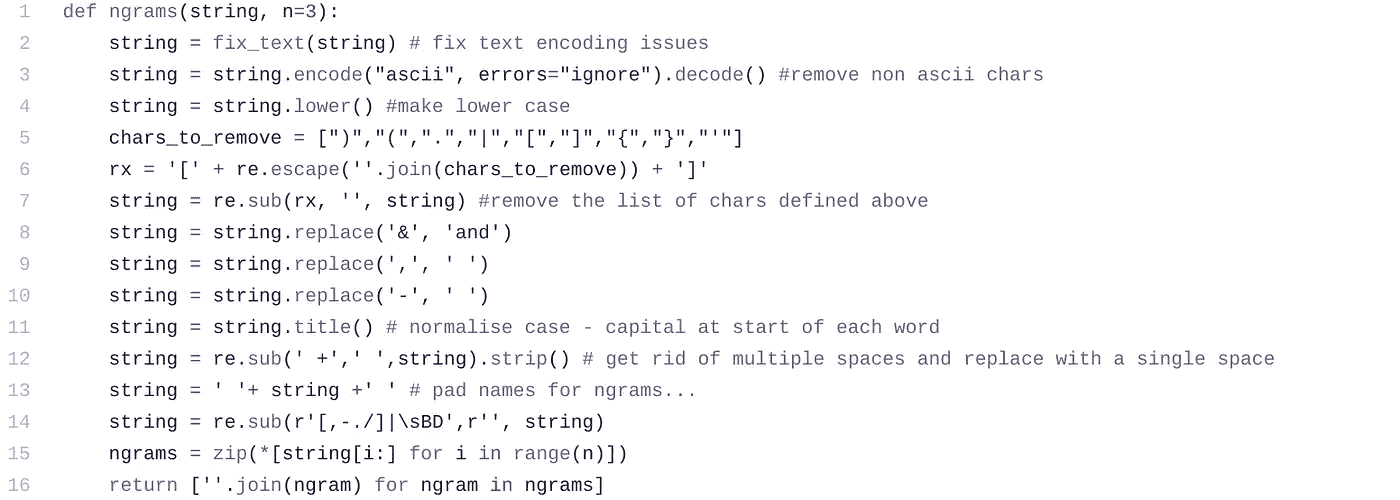 1 def ngrams(string, n=3):
2     string = fix_text(string) # fix text encoding issues
3     string = string.encode("ascii", errors="ignore").decode() #remove non ascii chars
4     string = string.lower() #make lower case
5     chars_to_remove = [")","(",".","|","[","]","{","}","'"]
6     rx = '[' + re.escape(''.join(chars_to_remove)) + ']'
7     string = re.sub(rx, '', string) #remove the list of chars defined above
8     string = string.replace('&', 'and')
9     string = string.replace(',', ' ')
10     string = string.replace('-', ' ')
11     string = string.title() # normalise case - capital at start of each word
12     string = re.sub(' +',' ',string).strip() # get rid of multiple spaces and replace with a single space
13     string = ' '+ string +' ' # pad names for ngrams...
14     string = re.sub(r'[,-./]|\sBD',r'', string)
15     ngrams = zip(*[string[i:] for i in range(n)])
16     return [''.join(ngram) for ngram in ngrams]